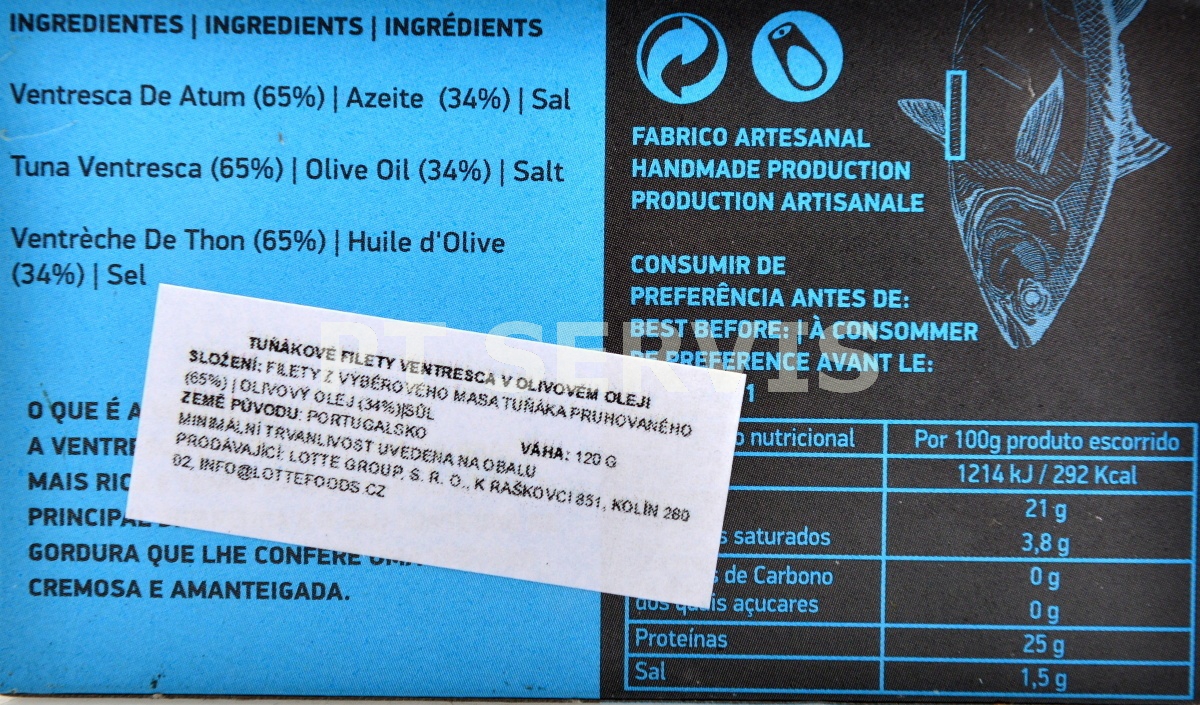 INGREDIENTES | INGREDIENTS | INGRÉDIENTS
Ventresca De Atum (65%) | Azeite (34%) | Sal
Tuna Ventresca (65%) | Olive Oil (34%) | Salt
Ventrèche De Thon (65%) | Huile d'Olive
(34%) | Sel
TUŇÁKOVÉ FILETY VENTRESCA V OLIVOVÉM OLEJI
SLOŽENÍ: FILETY Z VÝBĚROVÉHO MASA TUŇÁKA PRUHOVANÉHO
(65%) | OLIVOVÝ OLEJ (34%)|SŮL
ZEMĚ PŮVODU: PORTUGALSKO
VÁHA: 120 G
MINIMÁLNÍ TRVANLIVOST UVEDENA NA OBALU
PRODÁVAJÍCÍ: LOTTE GROUP, S. R. O., K RAŠKOVCI 851, KOLÍN 280
02, INFO@LOTTEFOODS.CZ
O QUE É A
A
MAIS
GORDURA QUE LHE CONFERE
CREMOSA E AMANTEIGADA.
FABRICO ARTESANAL
HANDMADE PRODUCTION
PRODUCTION ARTISANALE
CONSUMIR DE
PREFERÊNCIA ANTES DE:
BEST BEFORE: | À CONSOMMER
DE PREFERENCE AVANT LE:
1
nutricional Por 100g produto escorrido
1214 kJ / 292 Kcal
21 g
saturados 3,8 g
de Carbono 0 g
dos quais açucares 0 g
Proteínas 25 g
Sal 1,5 g
PT SERVIS